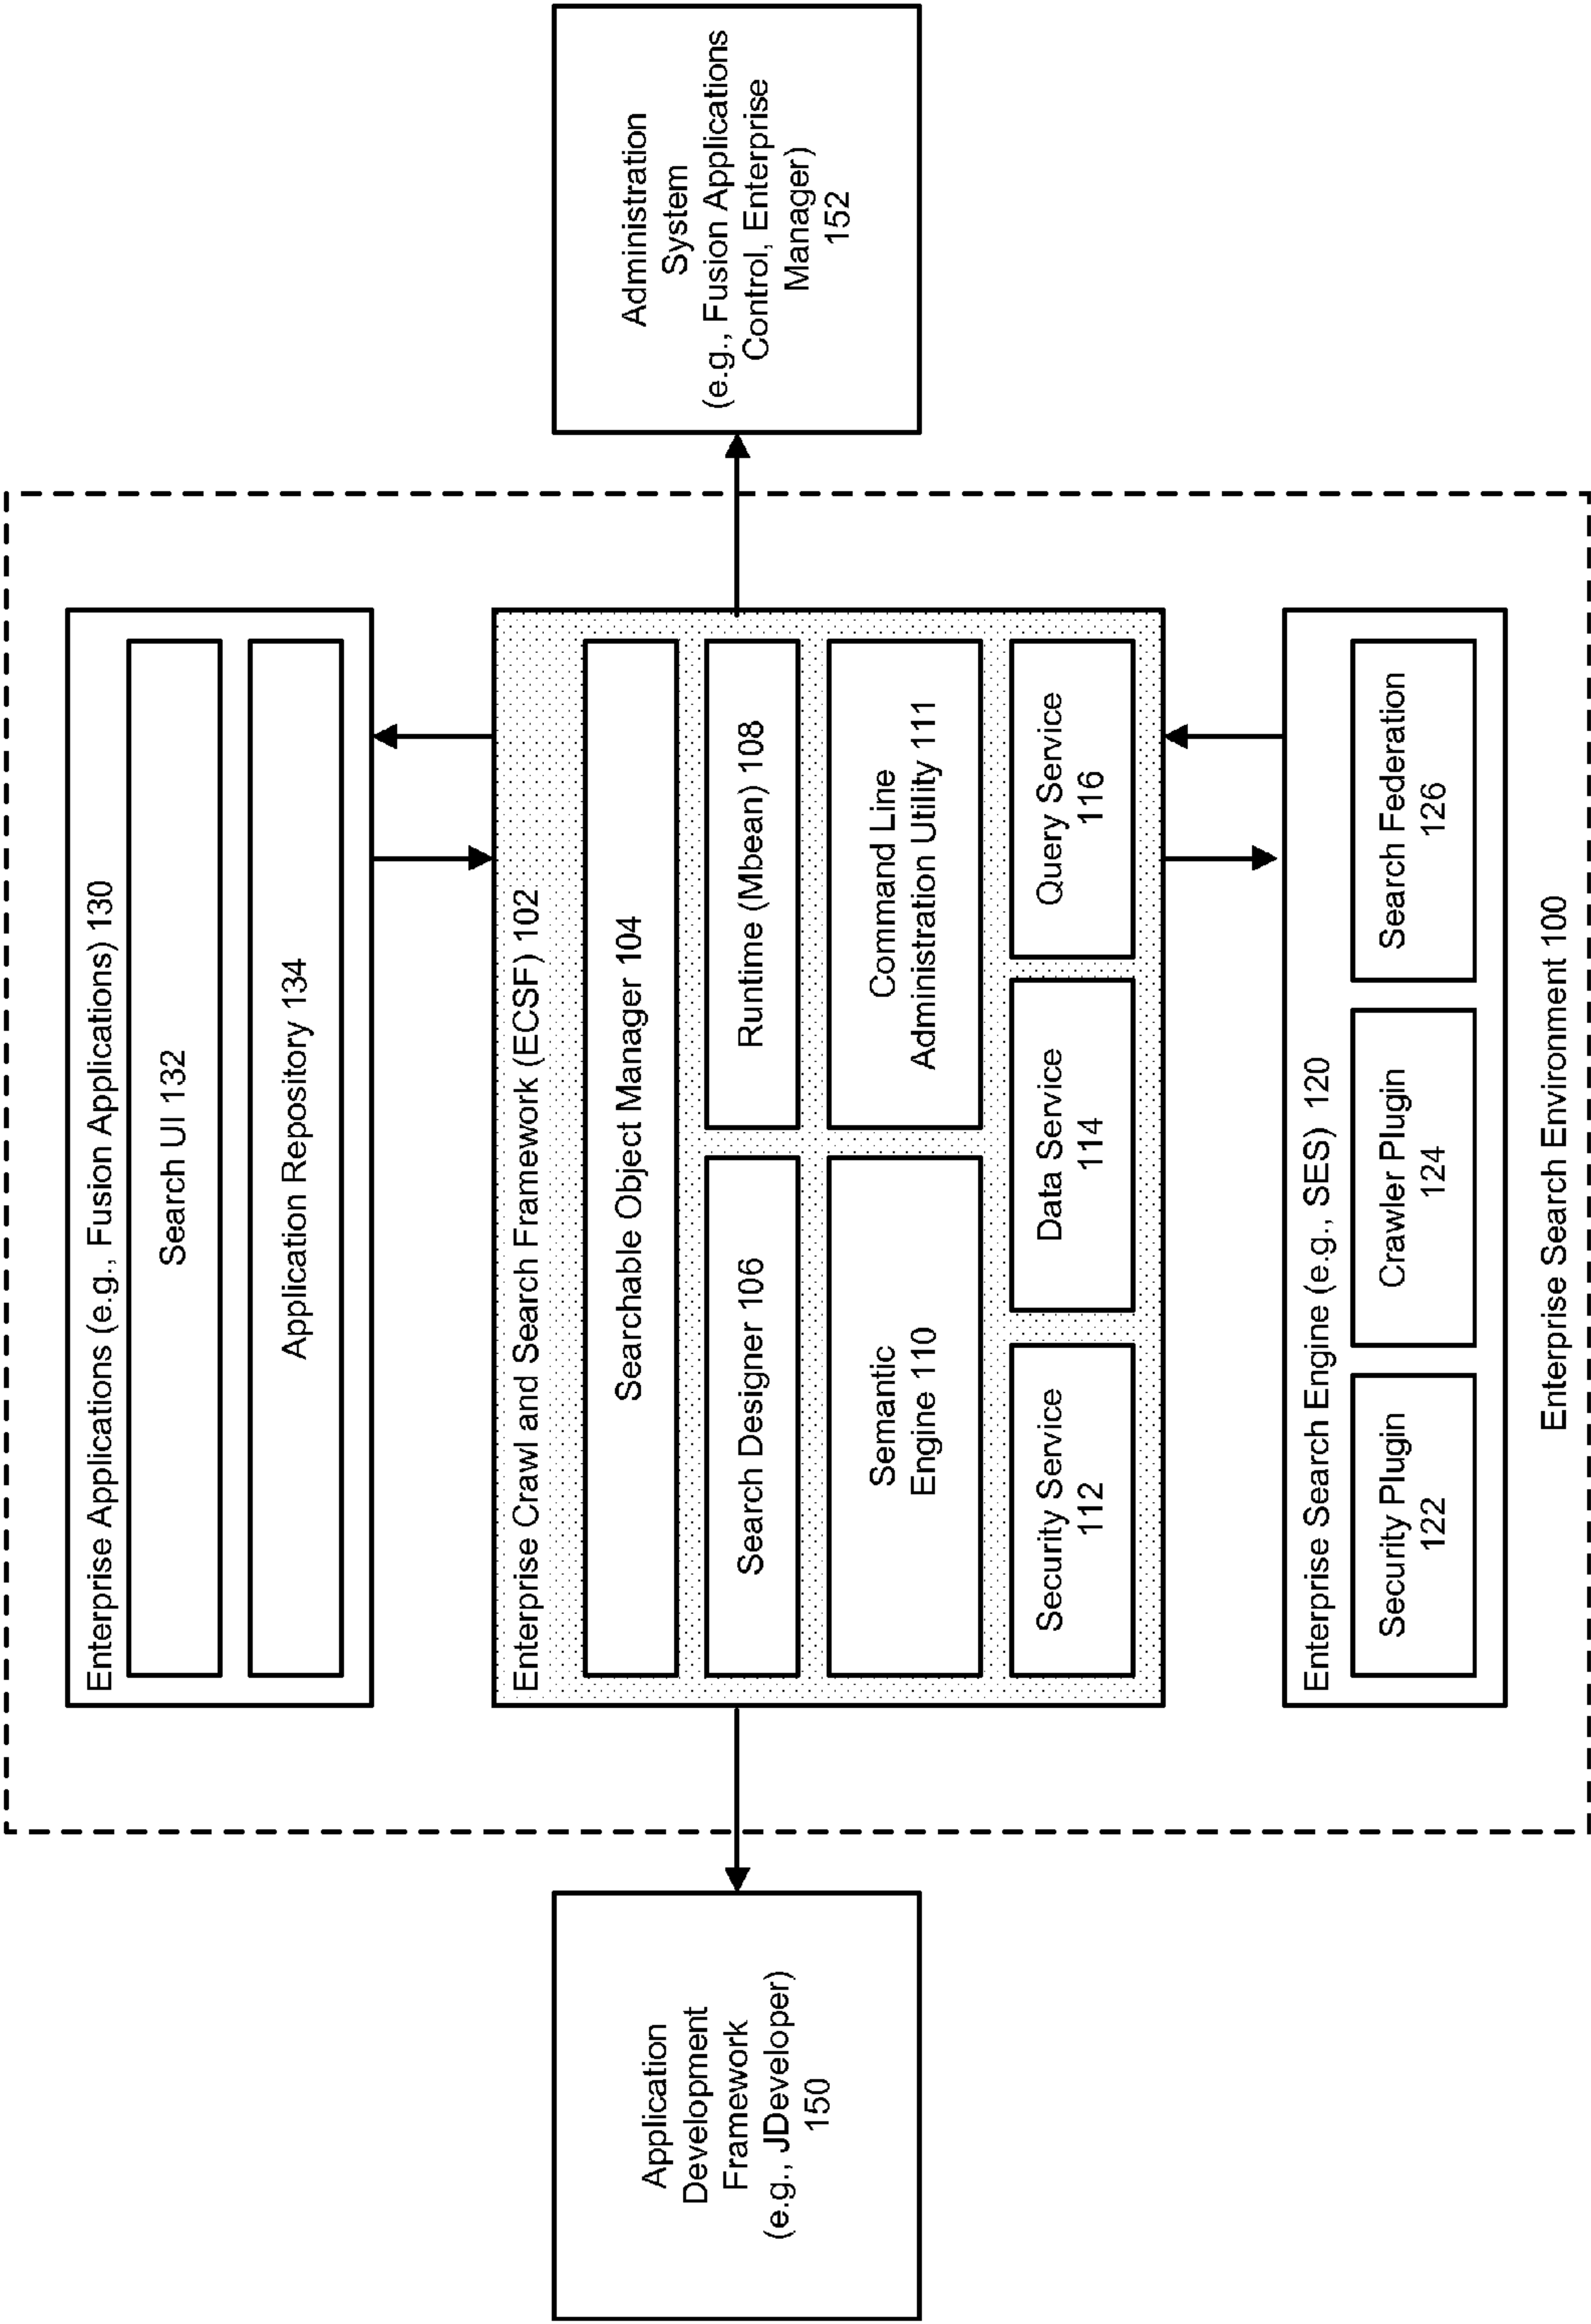 Enterprise Applications (e.g., Fusion Applications) 130
Search UI 132
Application Repository 134
Application
Development
Framework
(e.g., JDeveloper)
150
Enterprise Crawl and Search Framework (ECSF) 102
Searchable Object Manager 104
Search Designer 106
Runtime (Mbean) 108
Semantic
Engine 110
Command Line
Administration Utility 111
Security Service
112
Data Service
114
Query Service
116
Administration
System
(e.g., Fusion Applications
Control, Enterprise
Manager)
152
Enterprise Search Engine (e.g., SES) 120
Security Plugin
122
Crawler Plugin
124
Search Federation
126
Enterprise Search Environment 100